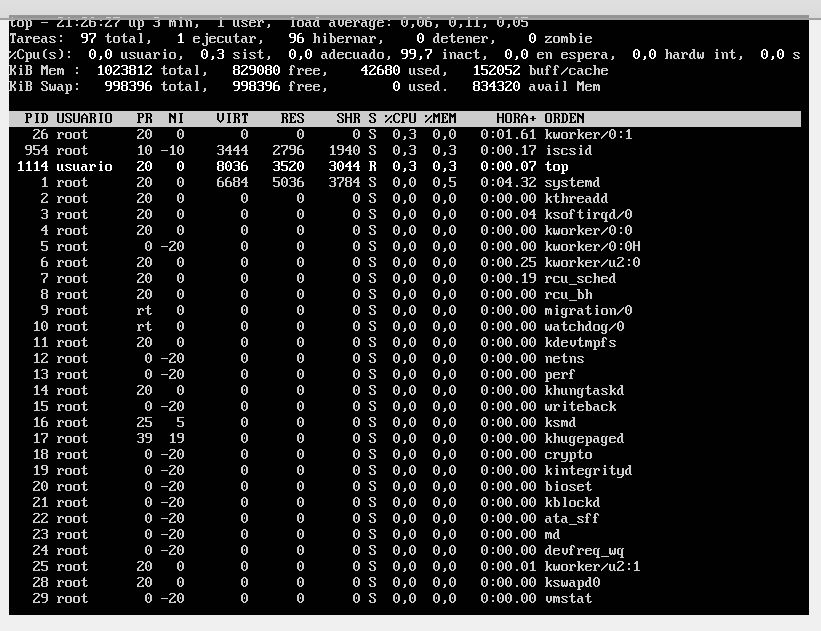 top - 21:26:27 up 3 min,  1 user,  load average: 0,06, 0,11, 0,05
Tareas:  97 total,   1 ejecutar,   96 hibernar,    0 detener,    0 zombie
%Cpu(s):  0,0 usuario,  0,3 sist,  0,0 adecuado, 99,7 inact,  0,0 en espera,  0,0 hardw int,  0,0 s
KiB Mem :  1023812 total,   829080 free,    42680 used,   152052 buff/cache
KiB Swap:   998396 total,   998396 free,        0 used.   834320 avail Mem
PID USUARIO   PR  NI    VIRT    RES    SHR S %CPU %MEM     HORA+ ORDEN
26 root      20   0       0      0      0 S  0,3  0,0   0:01.61 kworker/0:1
954 root      10 -10    3444   2796   1940 S  0,3  0,3   0:00.17 iscsid
1114 usuario   20   0    8036   3520   3044 R  0,3  0,3   0:00.07 top
1 root      20   0    6684   5036   3784 S  0,0  0,5   0:04.32 systemd
2 root      20   0       0      0      0 S  0,0  0,0   0:00.00 kthreadd
3 root      20   0       0      0      0 S  0,0  0,0   0:00.04 ksoftirqd/0
4 root      20   0       0      0      0 S  0,0  0,0   0:00.00 kworker/0:0
5 root       0 -20       0      0      0 S  0,0  0,0   0:00.00 kworker/0:0H
6 root      20   0       0      0      0 S  0,0  0,0   0:00.25 kworker/u2:0
7 root      20   0       0      0      0 S  0,0  0,0   0:00.19 rcu_sched
8 root      20   0       0      0      0 S  0,0  0,0   0:00.00 rcu_bh
9 root      rt   0       0      0      0 S  0,0  0,0   0:00.00 migration/0
10 root      rt   0       0      0      0 S  0,0  0,0   0:00.00 watchdog/0
11 root      20   0       0      0      0 S  0,0  0,0   0:00.00 kdevtmpfs
12 root       0 -20       0      0      0 S  0,0  0,0   0:00.00 netns
13 root       0 -20       0      0      0 S  0,0  0,0   0:00.00 perf
14 root      20   0       0      0      0 S  0,0  0,0   0:00.00 khungtaskd
15 root       0 -20       0      0      0 S  0,0  0,0   0:00.00 writeback
16 root      25   5       0      0      0 S  0,0  0,0   0:00.00 ksmd
17 root      39  19       0      0      0 S  0,0  0,0   0:00.00 khugepaged
18 root       0 -20       0      0      0 S  0,0  0,0   0:00.00 crypto
19 root       0 -20       0      0      0 S  0,0  0,0   0:00.00 kintegrityd
20 root       0 -20       0      0      0 S  0,0  0,0   0:00.00 bioset
21 root       0 -20       0      0      0 S  0,0  0,0   0:00.00 kblockd
22 root       0 -20       0      0      0 S  0,0  0,0   0:00.00 ata_sff
23 root       0 -20       0      0      0 S  0,0  0,0   0:00.00 md
24 root       0 -20       0      0      0 S  0,0  0,0   0:00.00 devfreq_wq
25 root      20   0       0      0      0 S  0,0  0,0   0:00.01 kworker/u2:1
28 root      20   0       0      0      0 S  0,0  0,0   0:00.00 kswapd0
29 root       0 -20       0      0      0 S  0,0  0,0   0:00.00 vmstat